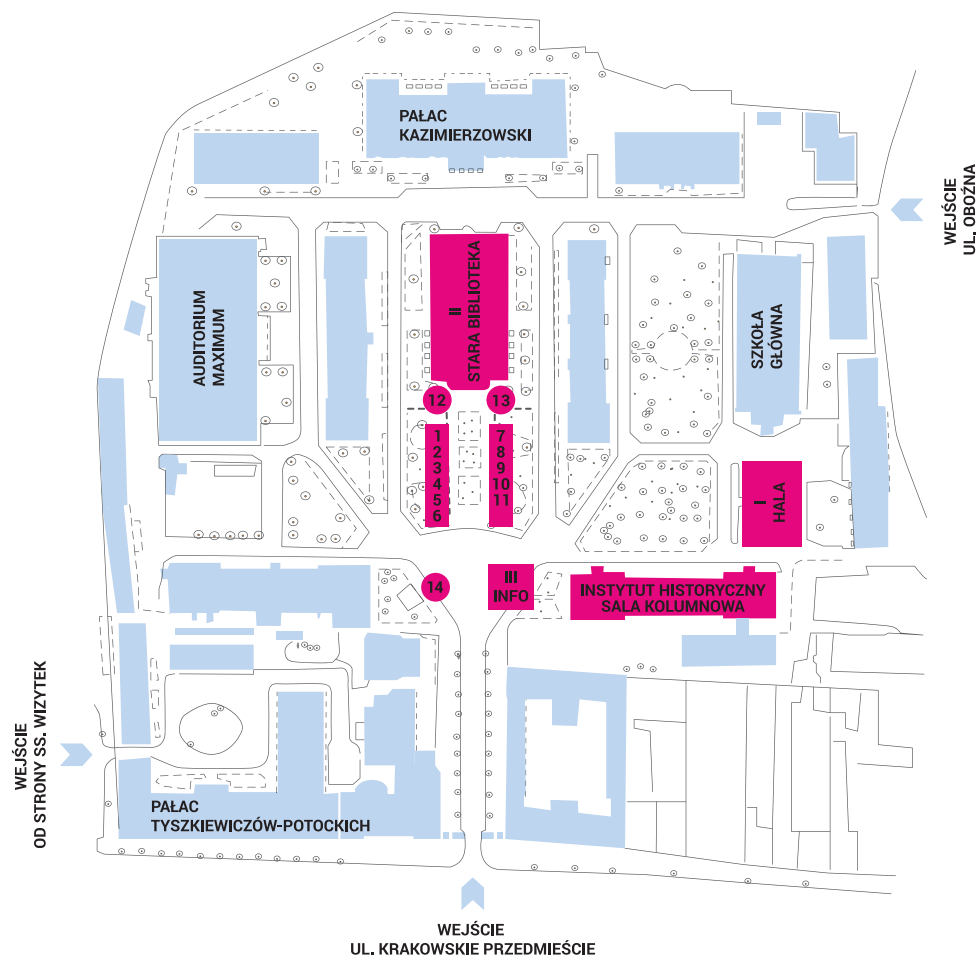 PAŁAC
KAZIMIERZOWSKI
WEJŚCIE
UL. OBOŹNA
AUDITORIUM
MAXIMUM
II
STARA BIBLIOTEKA
SZKOŁA
GŁÓWNA
12
13
1
2
3
4
5
6
7
8
9
10
11
I
HALA
14
III
INFO
INSTYTUT HISTORYCZNY
SALA KOLUMNOWA
WEJŚCIE
OD STRONY SS. WIZYTEK
PAŁAC
TYSZKIEWICZÓW-POTOCKICH
WEJŚCIE
UL. KRAKOWSKIE PRZEDMIEŚCIE